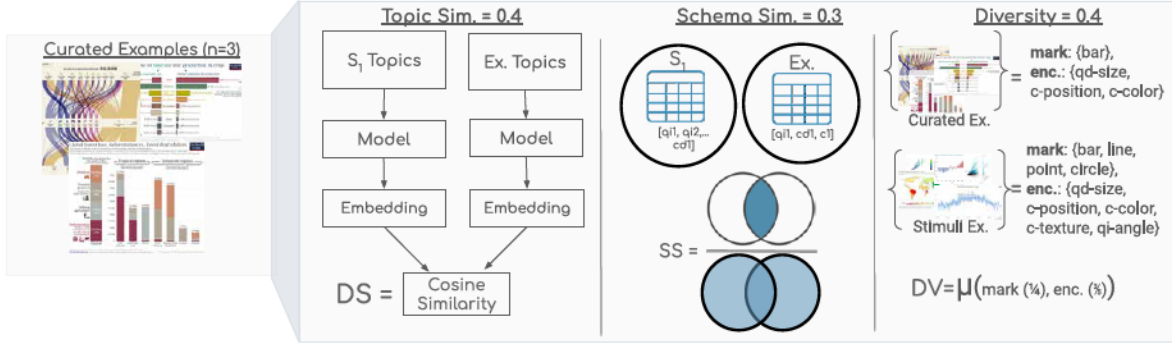 Curated Examples (n=3)
Topic Sim. = 0.4
S1 Topics
Ex. Topics
Model
Model
Embedding
Embedding
DS =
Cosine
Similarity
Schema Sim. = 0.3
S1
Ex.
[qi1, qi2,..
cd1]
[qi1, cd1, c1]
SS =
Diversity = 0.4
mark: {bar},
enc.: {qd-size,
c-position, c-color}
=
Curated Ex.
mark: {bar, line,
point, circle},
enc.: {qd-size,
c-position, c-color,
c-texture, qi-angle}
=
Stimuli Ex.
DV=μ(mark (¼), enc. (⅗))